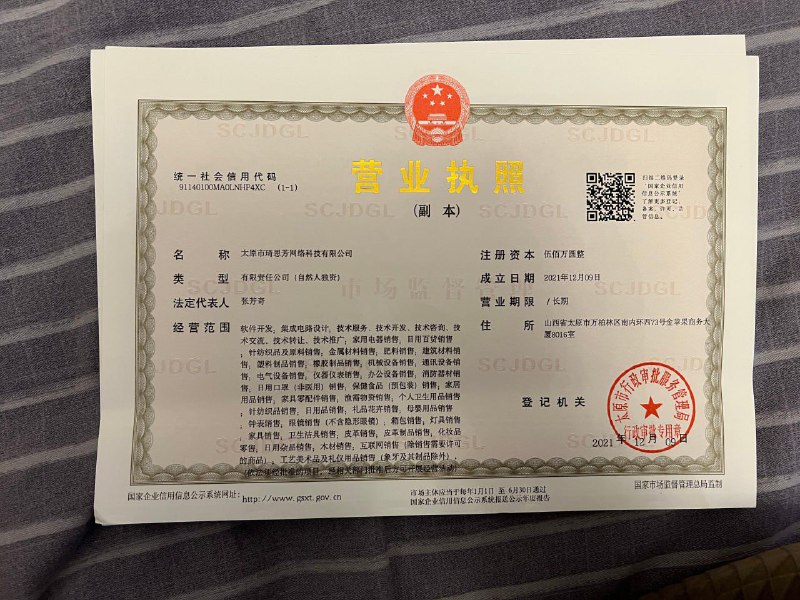 统一社会信用代码
91140100MA0LNHP4XC (1-1)
营业执照
(副 本)
扫描二维码登录
"国家企业信用
信息公示系统"
了解更多登记、
备案、许可、监
管信息。
名 称 太原市琦思芳网络科技有限公司
类 型 有限责任公司（自然人独资）
法定代表人 张芳奇
经营范围 软件开发，集成电路设计，技术服务、技术开发、技术咨询、技
术交流、技术转让、技术推广；家用电器销售，日用百货销售
，针纺织品及原料销售，金属材料销售，肥料销售，建筑材料销
售，塑料制品销售，橡胶制品销售，机械设备销售，通讯设备销
售，电气设备销售，仪器仪表销售，办公设备销售，消防器材销
售，日用口罩（非医用）销售，保健食品（预包装）销售，家居
用品销售，家具零配件销售，渔需物资销售，个人卫生用品销售
，针纺织品销售，日用品销售，礼品花卉销售，母婴用品销售
，钟表销售，眼镜销售（不含隐形眼镜），箱包销售，灯具销售
，家具销售，卫生洁具销售，皮革销售，皮革制品销售，化妆品
零售，日用杂品销售，木材销售，互联网销售（除销售需要许可
的商品），工艺美术品及礼仪用品销售（象牙及其制品除外）。
（依法须经批准的项目，经相关部门批准后方可开展经营活动）
注册资本 伍佰万圆整
成立日期 2021年12月09日
营业期限 /长期
住 所 山西省太原市万柏林区南内环西73号金苹果商务大
厦8016室
登记机关
太原市行政审批服务管理局
行政审批专用章
2021 年 12 月 09 日
国家企业信用信息公示系统网址：http://www.gsxt.gov.cn
市场主体应当于每年1月1日 至 6月30日通过
国家企业信用信息公示系统报送公示年度报告
国家市场监督管理总局监制